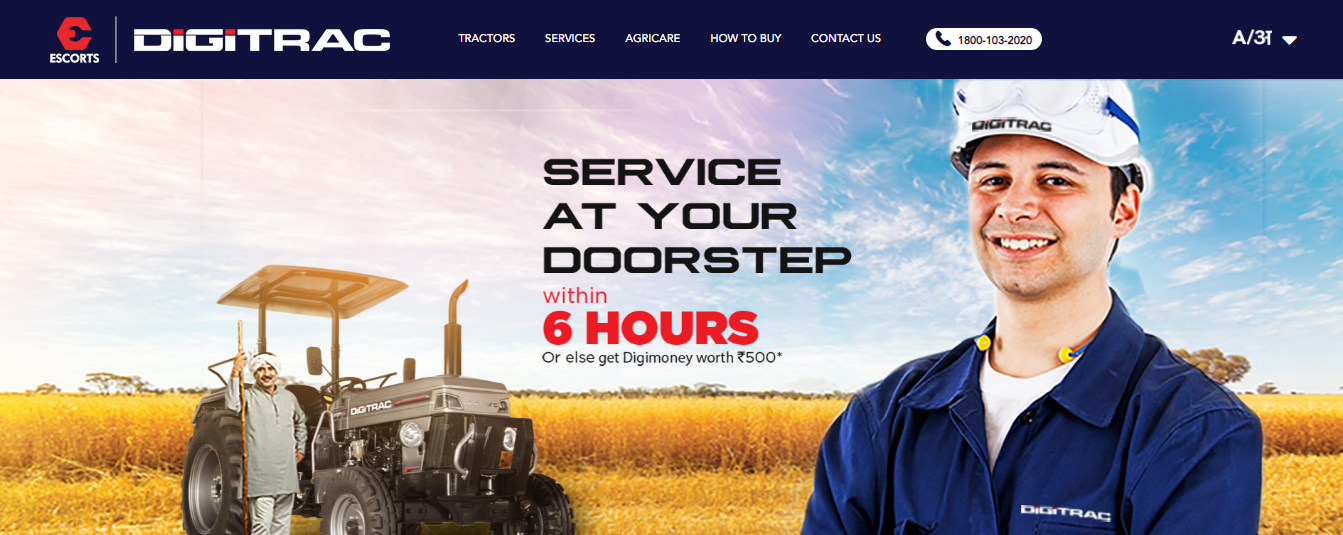 ESCORTS
DIGITRAC
TRACTORS
SERVICES
AGRICARE
HOW TO BUY
CONTACT US
1800-103-2020
A/अ
DIGITRAC
SERVICE
AT YOUR
DOORSTEP
within
6 HOURS
Or else get Digimoney worth ₹500*
DIGITRAC
DIGITRAC